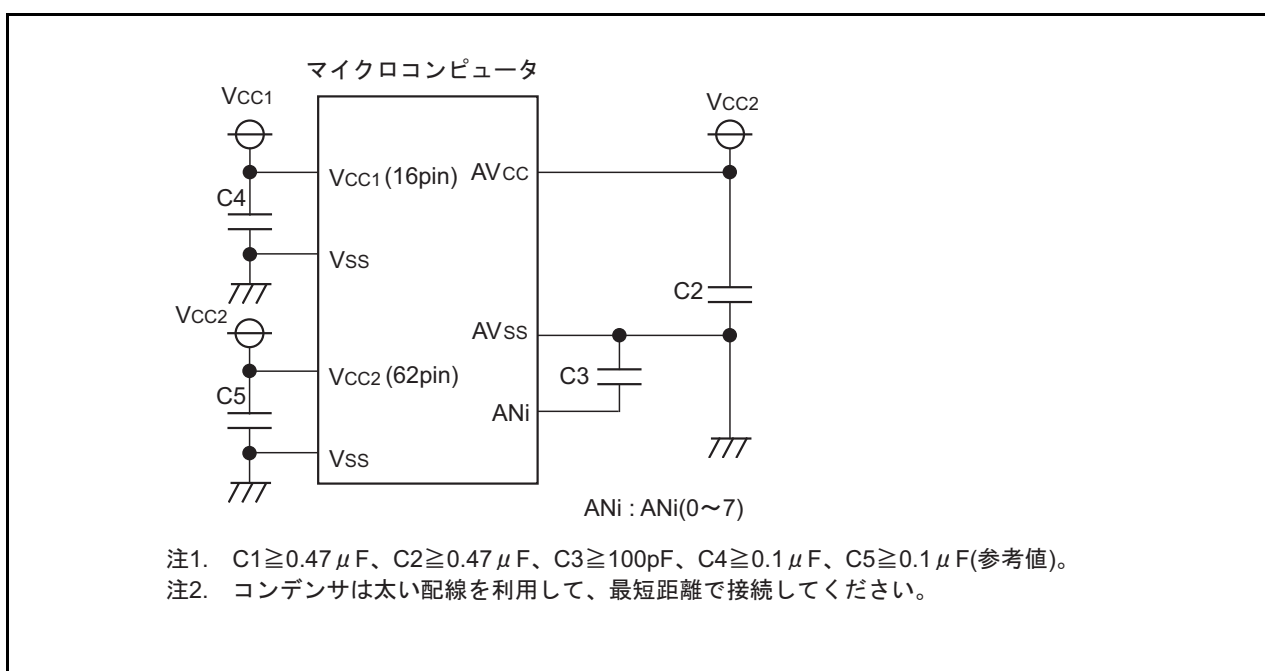 マイクロコンピュータ
VCC1
VCC2
VCC1 (16pin)
AVCC
C4
VSS
C2
VCC2
AVSS
VCC2 (62pin)
C3
C5
ANi
VSS
ANi : ANi(0～7)
注1. C1≧0.47μF、C2≧0.47μF、C3≧100pF、C4≧0.1μF、C5≧0.1μF(参考値)。
注2. コンデンサは太い配線を利用して、最短距離で接続してください。